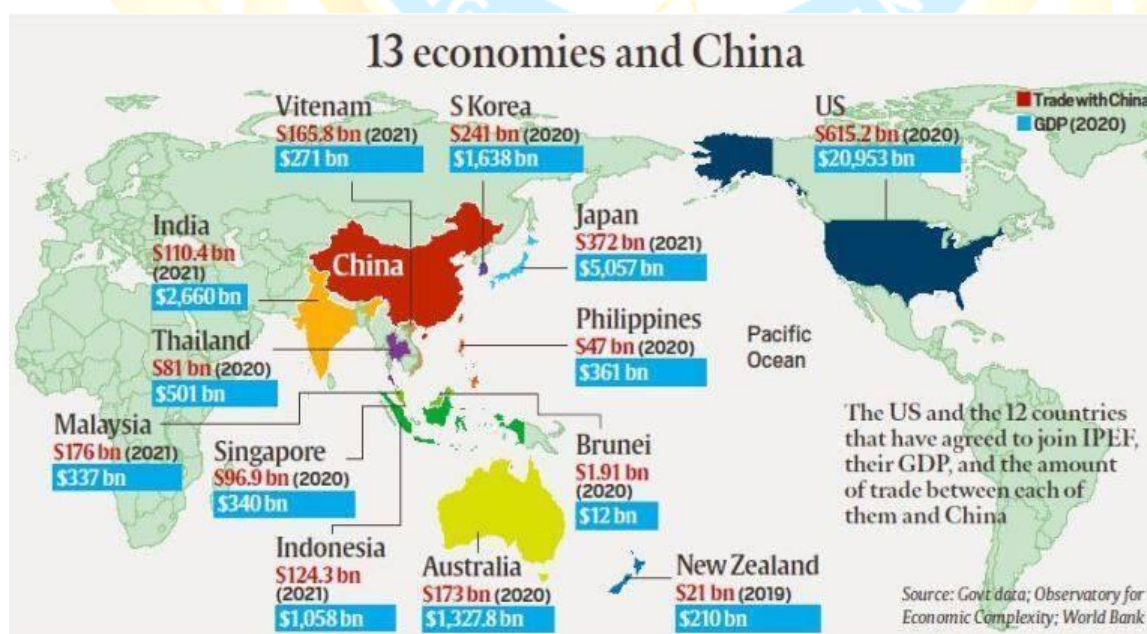 13 economies and China
Vitenam
$165.8 bn (2021)
$271 bn
S Korea
$241 bn (2020)
$1,638 bn
US
$615.2 bn (2020)
$20,953 bn
Trade with China
GDP (2020)
India
$110.4 bn
(2021)
$2,660 bn
China
Japan
$372 bn (2021)
$5,057 bn
Thailand
$81 bn (2020)
$501 bn
Philippines
$47 bn (2020)
$361 bn
Pacific
Ocean
Malaysia
$176 bn (2021)
$337 bn
Singapore
$96.9 bn (2020)
$340 bn
Brunei
$1.91 bn
(2020)
$12 bn
The US and the 12 countries
that have agreed to join IPEF,
their GDP, and the amount
of trade between each of
them and China
Indonesia
$124.3 bn
(2021)
$1,058 bn
Australia
$173 bn (2020)
$1,327.8 bn
New Zealand
$21 bn (2019)
$210 bn
Source: Govt data; Observatory for
Economic Complexity; World Bank